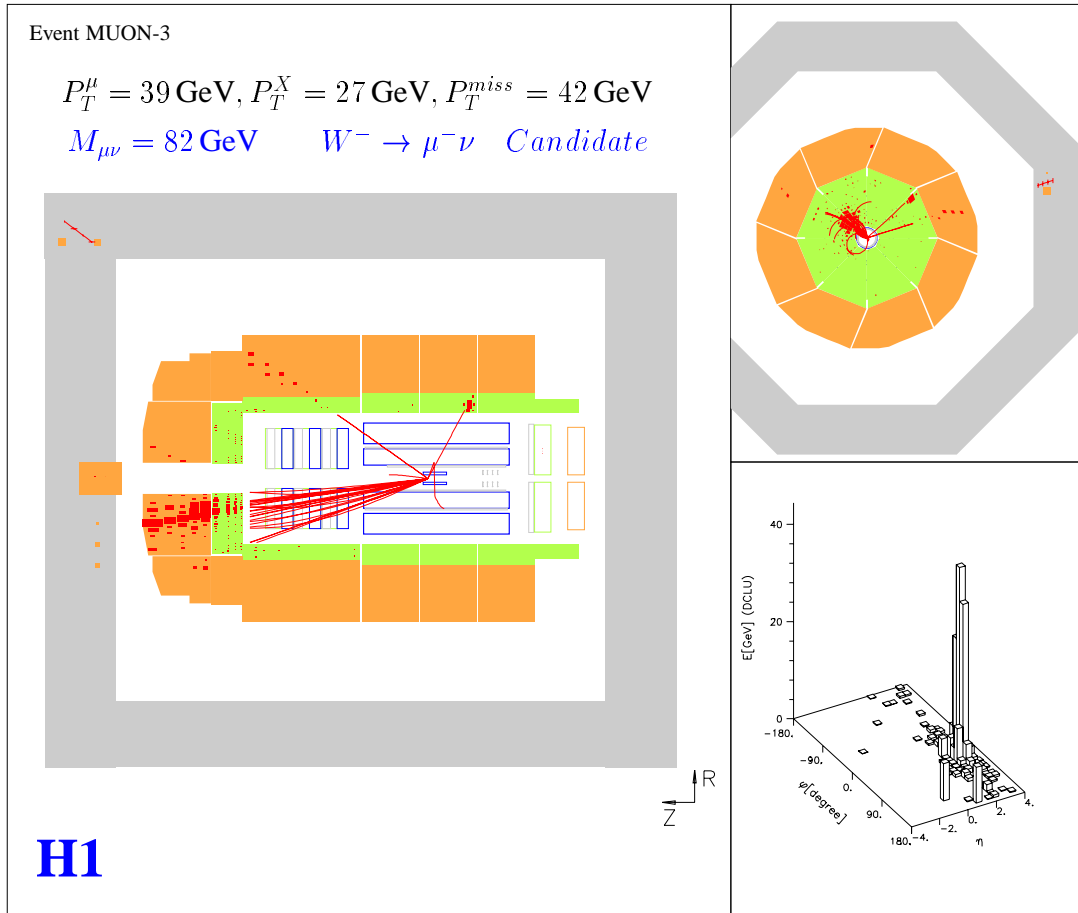 Event MUON-3
P_T^μ = 39 GeV, P_T^X = 27 GeV, P_T^miss = 42 GeV
M_μν = 82 GeV W^- → μ^-ν Candidate
R
Z
H1
E[GeV] (DCLU)
40
20
0
-180.
-90.
0.
90.
180.
φ[degree]
-4.
-2.
0.
2.
4.
η